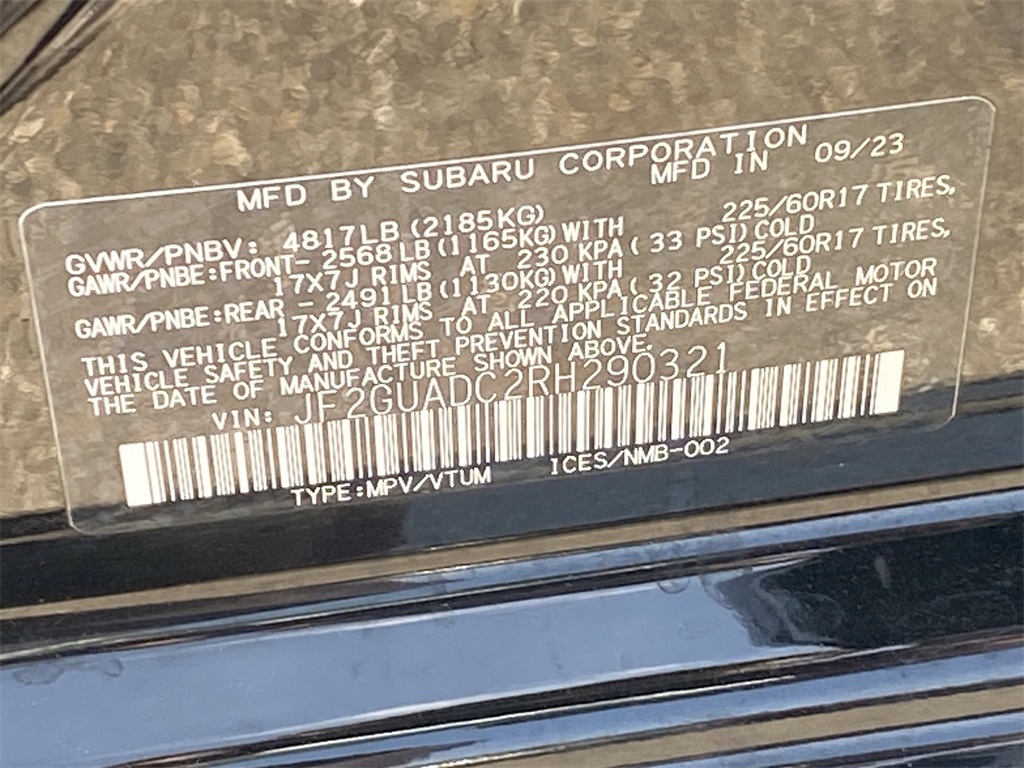 MFD BY SUBARU CORPORATION
MFD IN 09/23
GVWR/PNBV: 4817LB (2185KG)
GAWR/PNBE:FRONT- 2568LB (1165KG) WITH 225/60R17 TIRES,
17X7J RIMS AT 230 KPA ( 33 PSI) COLD
GAWR/PNBE:REAR - 2491LB (1130KG) WITH 225/60R17 TIRES,
17X7J RIMS AT 220 KPA ( 32 PSI) COLD
THIS VEHICLE CONFORMS TO ALL APPLICABLE FEDERAL MOTOR
VEHICLE SAFETY AND THEFT PREVENTION STANDARDS IN EFFECT ON
THE DATE OF MANUFACTURE SHOWN ABOVE.
VIN: JF2GUADC2RH290321
TYPE:MPV/VTUM ICES/NMB-002